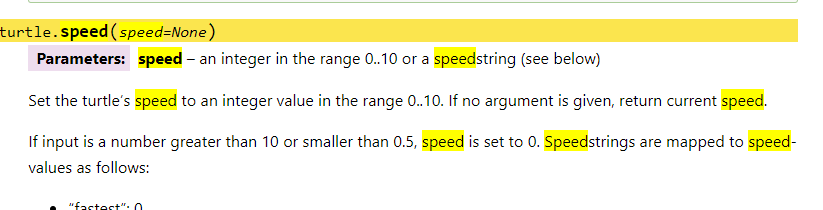 turtle.speed(speed=None)
Parameters: speed – an integer in the range 0..10 or a speedstring (see below)
Set the turtle’s speed to an integer value in the range 0..10. If no argument is given, return current speed.
If input is a number greater than 10 or smaller than 0.5, speed is set to 0. Speedstrings are mapped to speed-
values as follows:
• “fastest”: 0